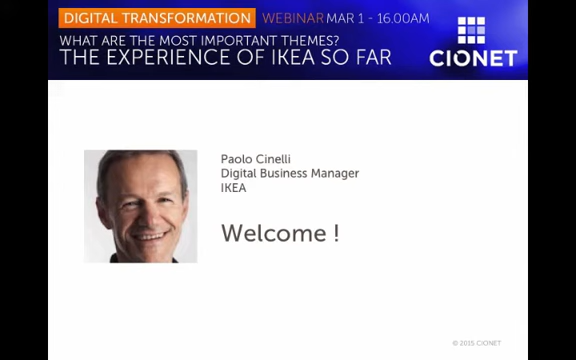 DIGITAL TRANSFORMATION WEBINAR MAR 1 - 16.00AM
WHAT ARE THE MOST IMPORTANT THEMES?
THE EXPERIENCE OF IKEA SO FAR
CIONET
Paolo Cinelli
Digital Business Manager
IKEA
Welcome !
© 2015 CIONET